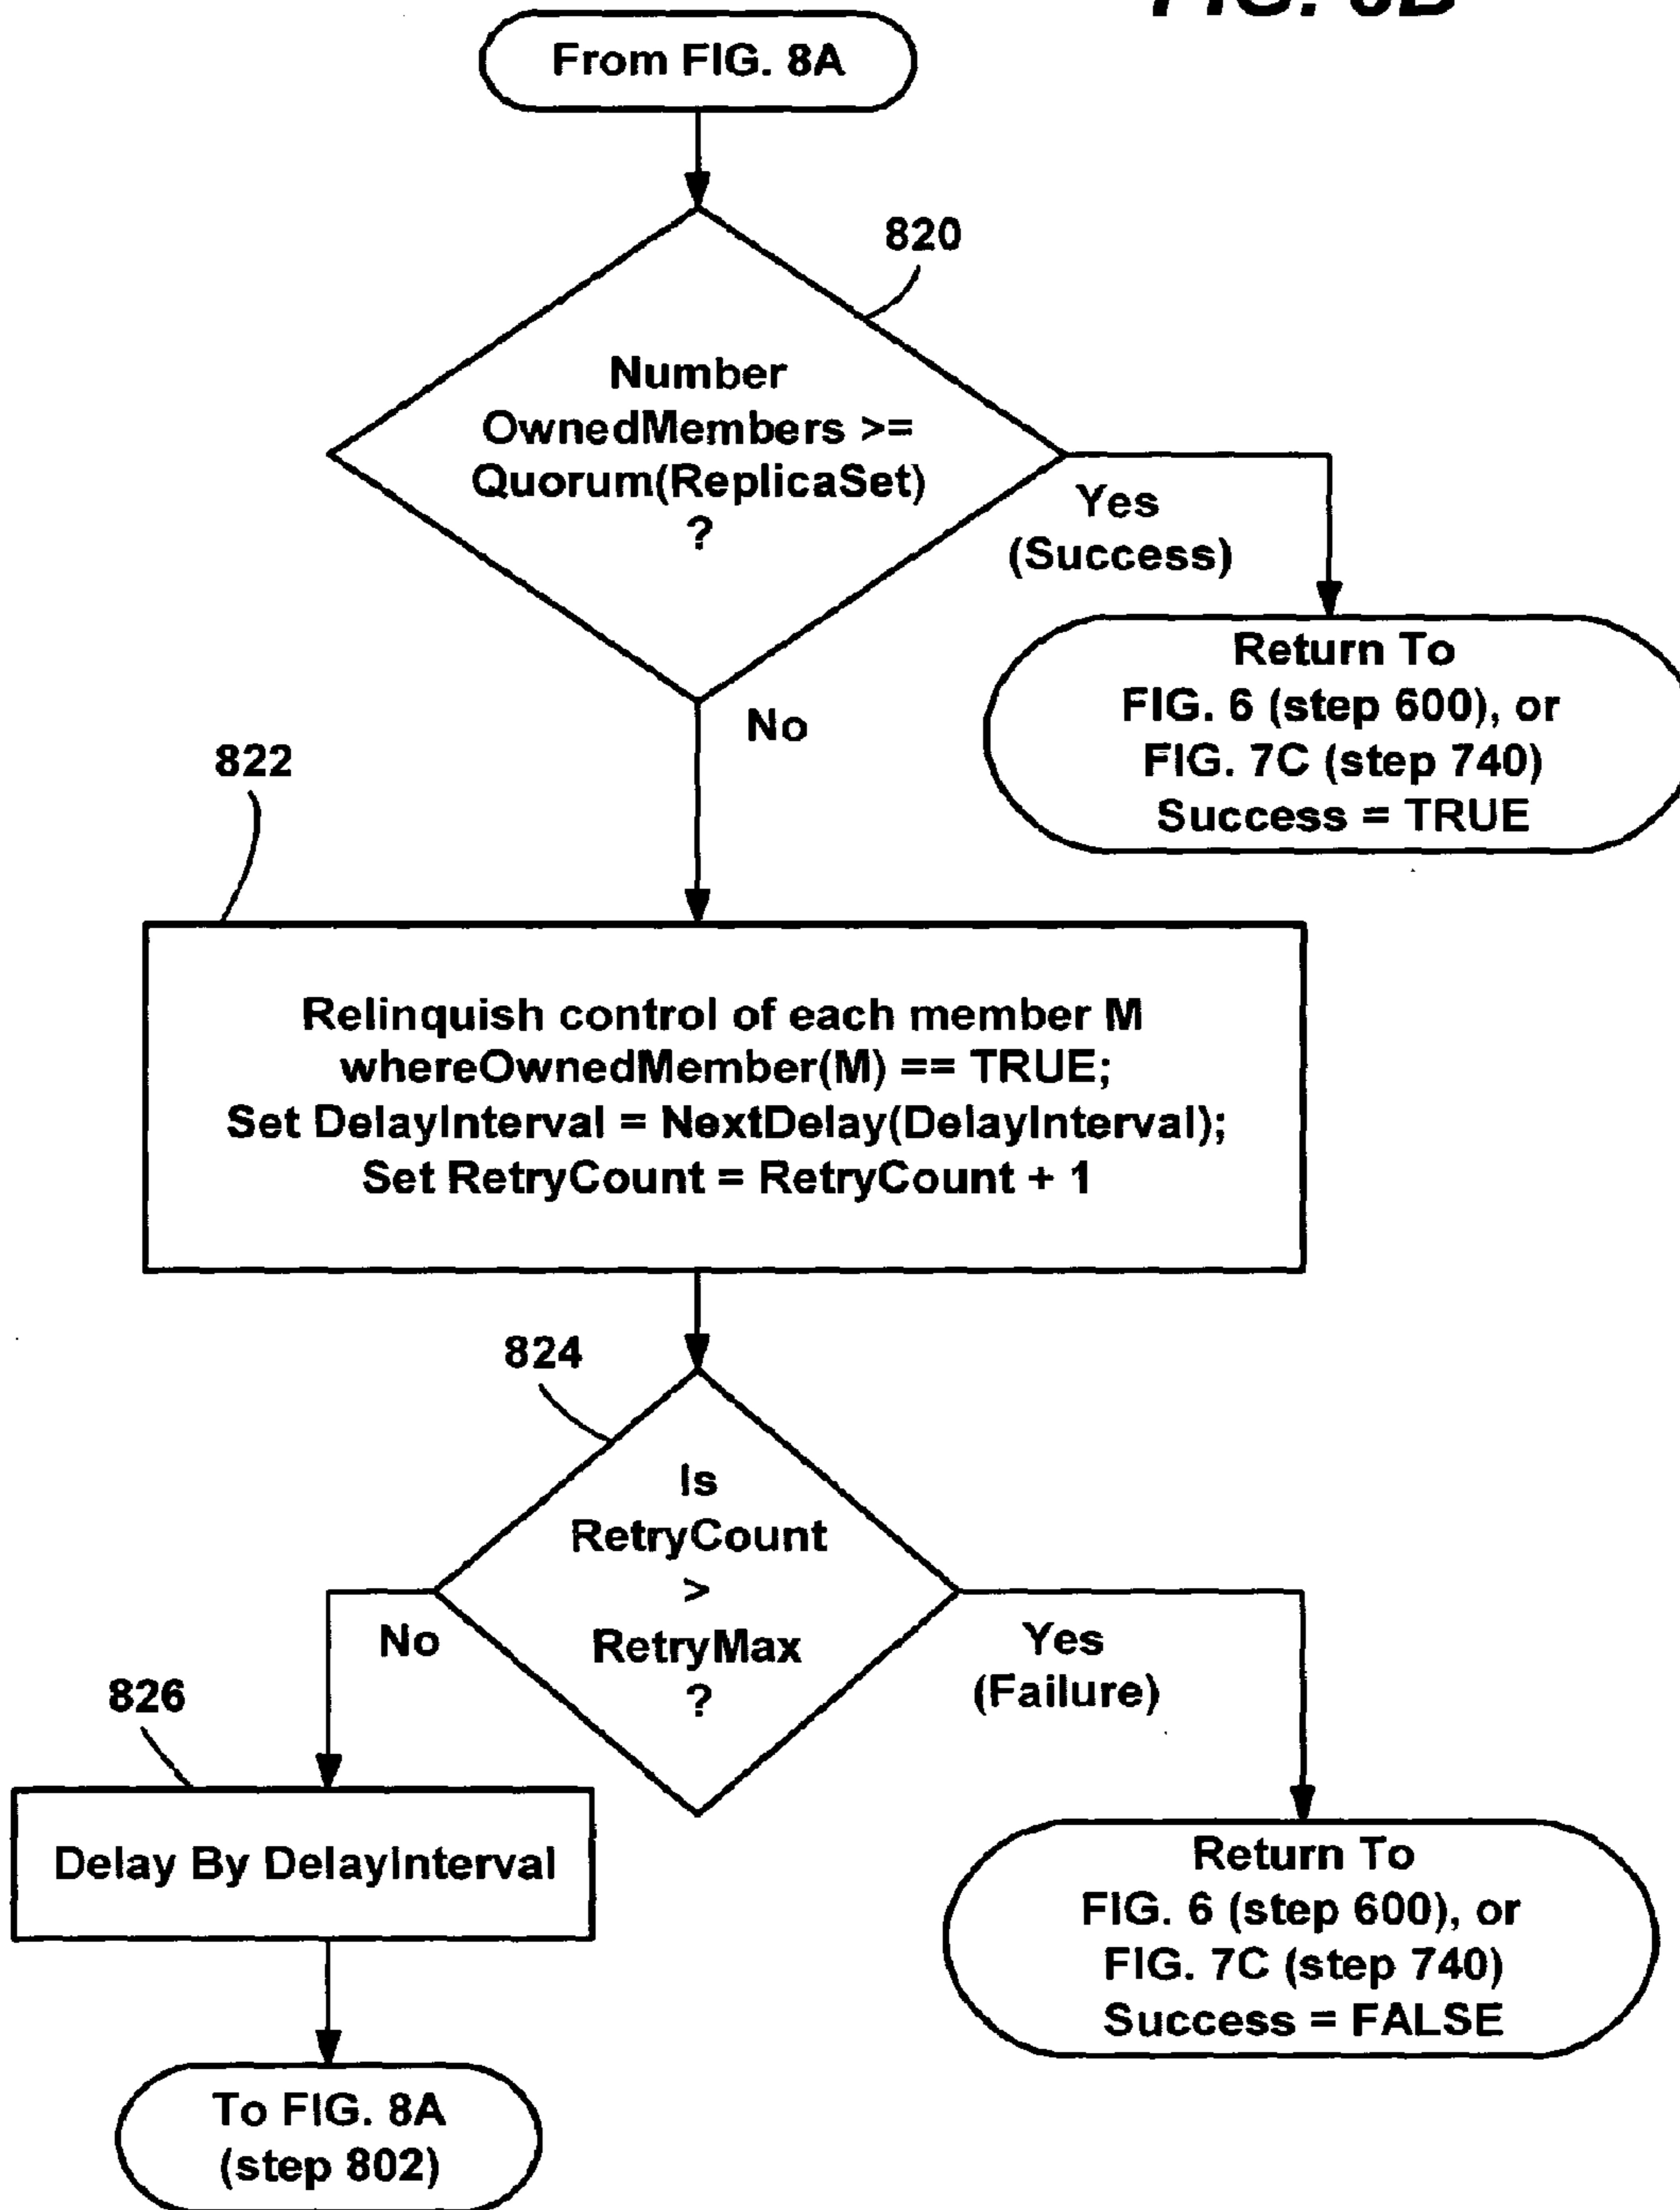 From FIG. 8A
820
Number
OwnedMembers >=
Quorum(ReplicaSet)
?
Yes
(Success)
Return To
FIG. 6 (step 600), or
FIG. 7C (step 740)
Success = TRUE
No
822
Relinquish control of each member M
whereOwnedMember(M) == TRUE;
Set DelayInterval = NextDelay(DelayInterval);
Set RetryCount = RetryCount + 1
824
Is
RetryCount
>
RetryMax
?
No
Yes
(Failure)
826
Delay By DelayInterval
Return To
FIG. 6 (step 600), or
FIG. 7C (step 740)
Success = FALSE
To FIG. 8A
(step 802)